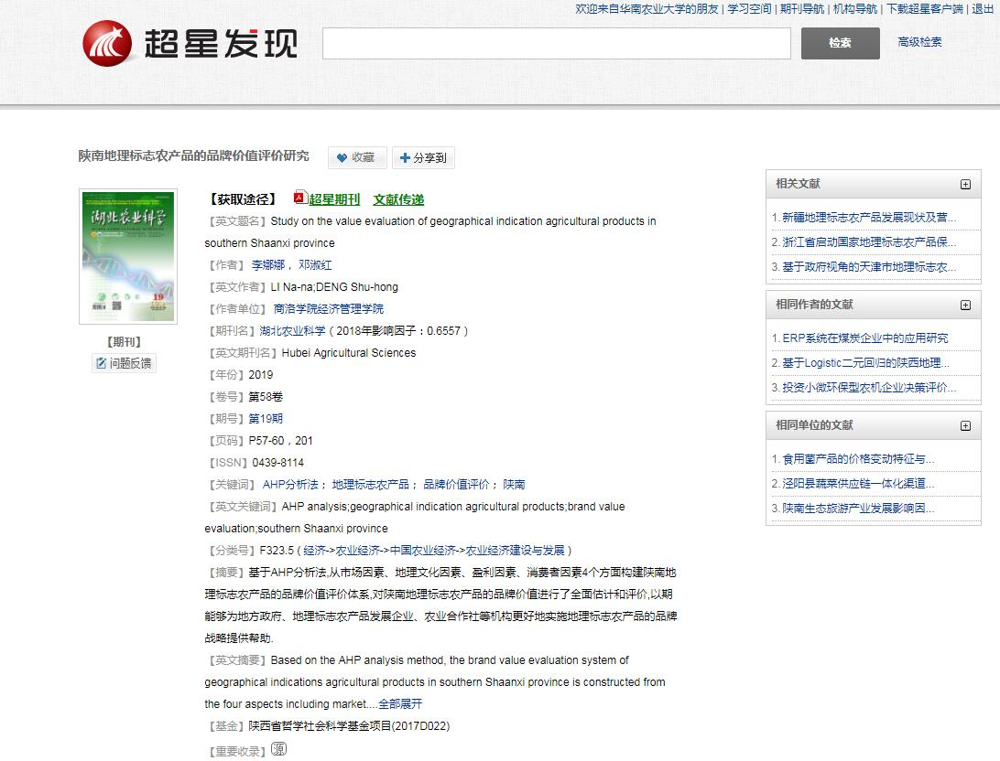 欢迎来自华南农业大学的朋友 | 学习空间 | 期刊导航 | 机构导航 | 下载超星客户端 | 退出
超星发现
检索
高级检索
陕南地理标志农产品的品牌价值评价研究
收藏
分享到
湖北农业科学
19
【期刊】
问题反馈
【获取途径】 超星期刊 文献传递
【英文题名】Study on the value evaluation of geographical indication agricultural products in
southern Shaanxi province
【作者】 李娜娜， 邓淑红
【英文作者】LI Na-na;DENG Shu-hong
【作者单位】 商洛学院经济管理学院
【期刊名】湖北农业科学 ( 2018年影响因子：0.6557 )
【英文期刊名】Hubei Agricultural Sciences
【年份】2019
【卷号】第58卷
【期号】第19期
【页码】P57-60，201
【ISSN】0439-8114
【关键词】 AHP分析法； 地理标志农产品； 品牌价值评价； 陕南
【英文关键词】AHP analysis;geographical indication agricultural products;brand value
evaluation;southern Shaanxi province
【分类号】F323.5 ( 经济->农业经济->中国农业经济->农业经济建设与发展 )
【摘要】基于AHP分析法,从市场因素、地理文化因素、盈利因素、消费者因素4个方面构建陕南地
理标志农产品的品牌价值评价体系,对陕南地理标志农产品的品牌价值进行了全面估计和评价,以期
能够为地方政府、地理标志农产品发展企业、农业合作社等机构更好地实施地理标志农产品的品牌
战略提供帮助.
【英文摘要】Based on the AHP analysis method, the brand value evaluation system of
geographical indications agricultural products in southern Shaanxi province is constructed from
the four aspects including market....全部展开
【基金】陕西省哲学社会科学基金项目(2017D022)
【重要收录】 源
相关文献
1. 新疆地理标志农产品发展现状及营...
2. 浙江省启动国家地理标志农产品保...
3. 基于政府视角的天津市地理标志农...
相同作者的文献
1. ERP系统在煤炭企业中的应用研究
2. 基于Logistic二元回归的陕西地理...
3. 投资小微环保型农机企业决策评价...
相同单位的文献
1. 食用菌产品的价格变动特征与...
2. 泾阳县蔬菜供应链一体化渠道...
3. 陕南生态旅游产业发展影响因...